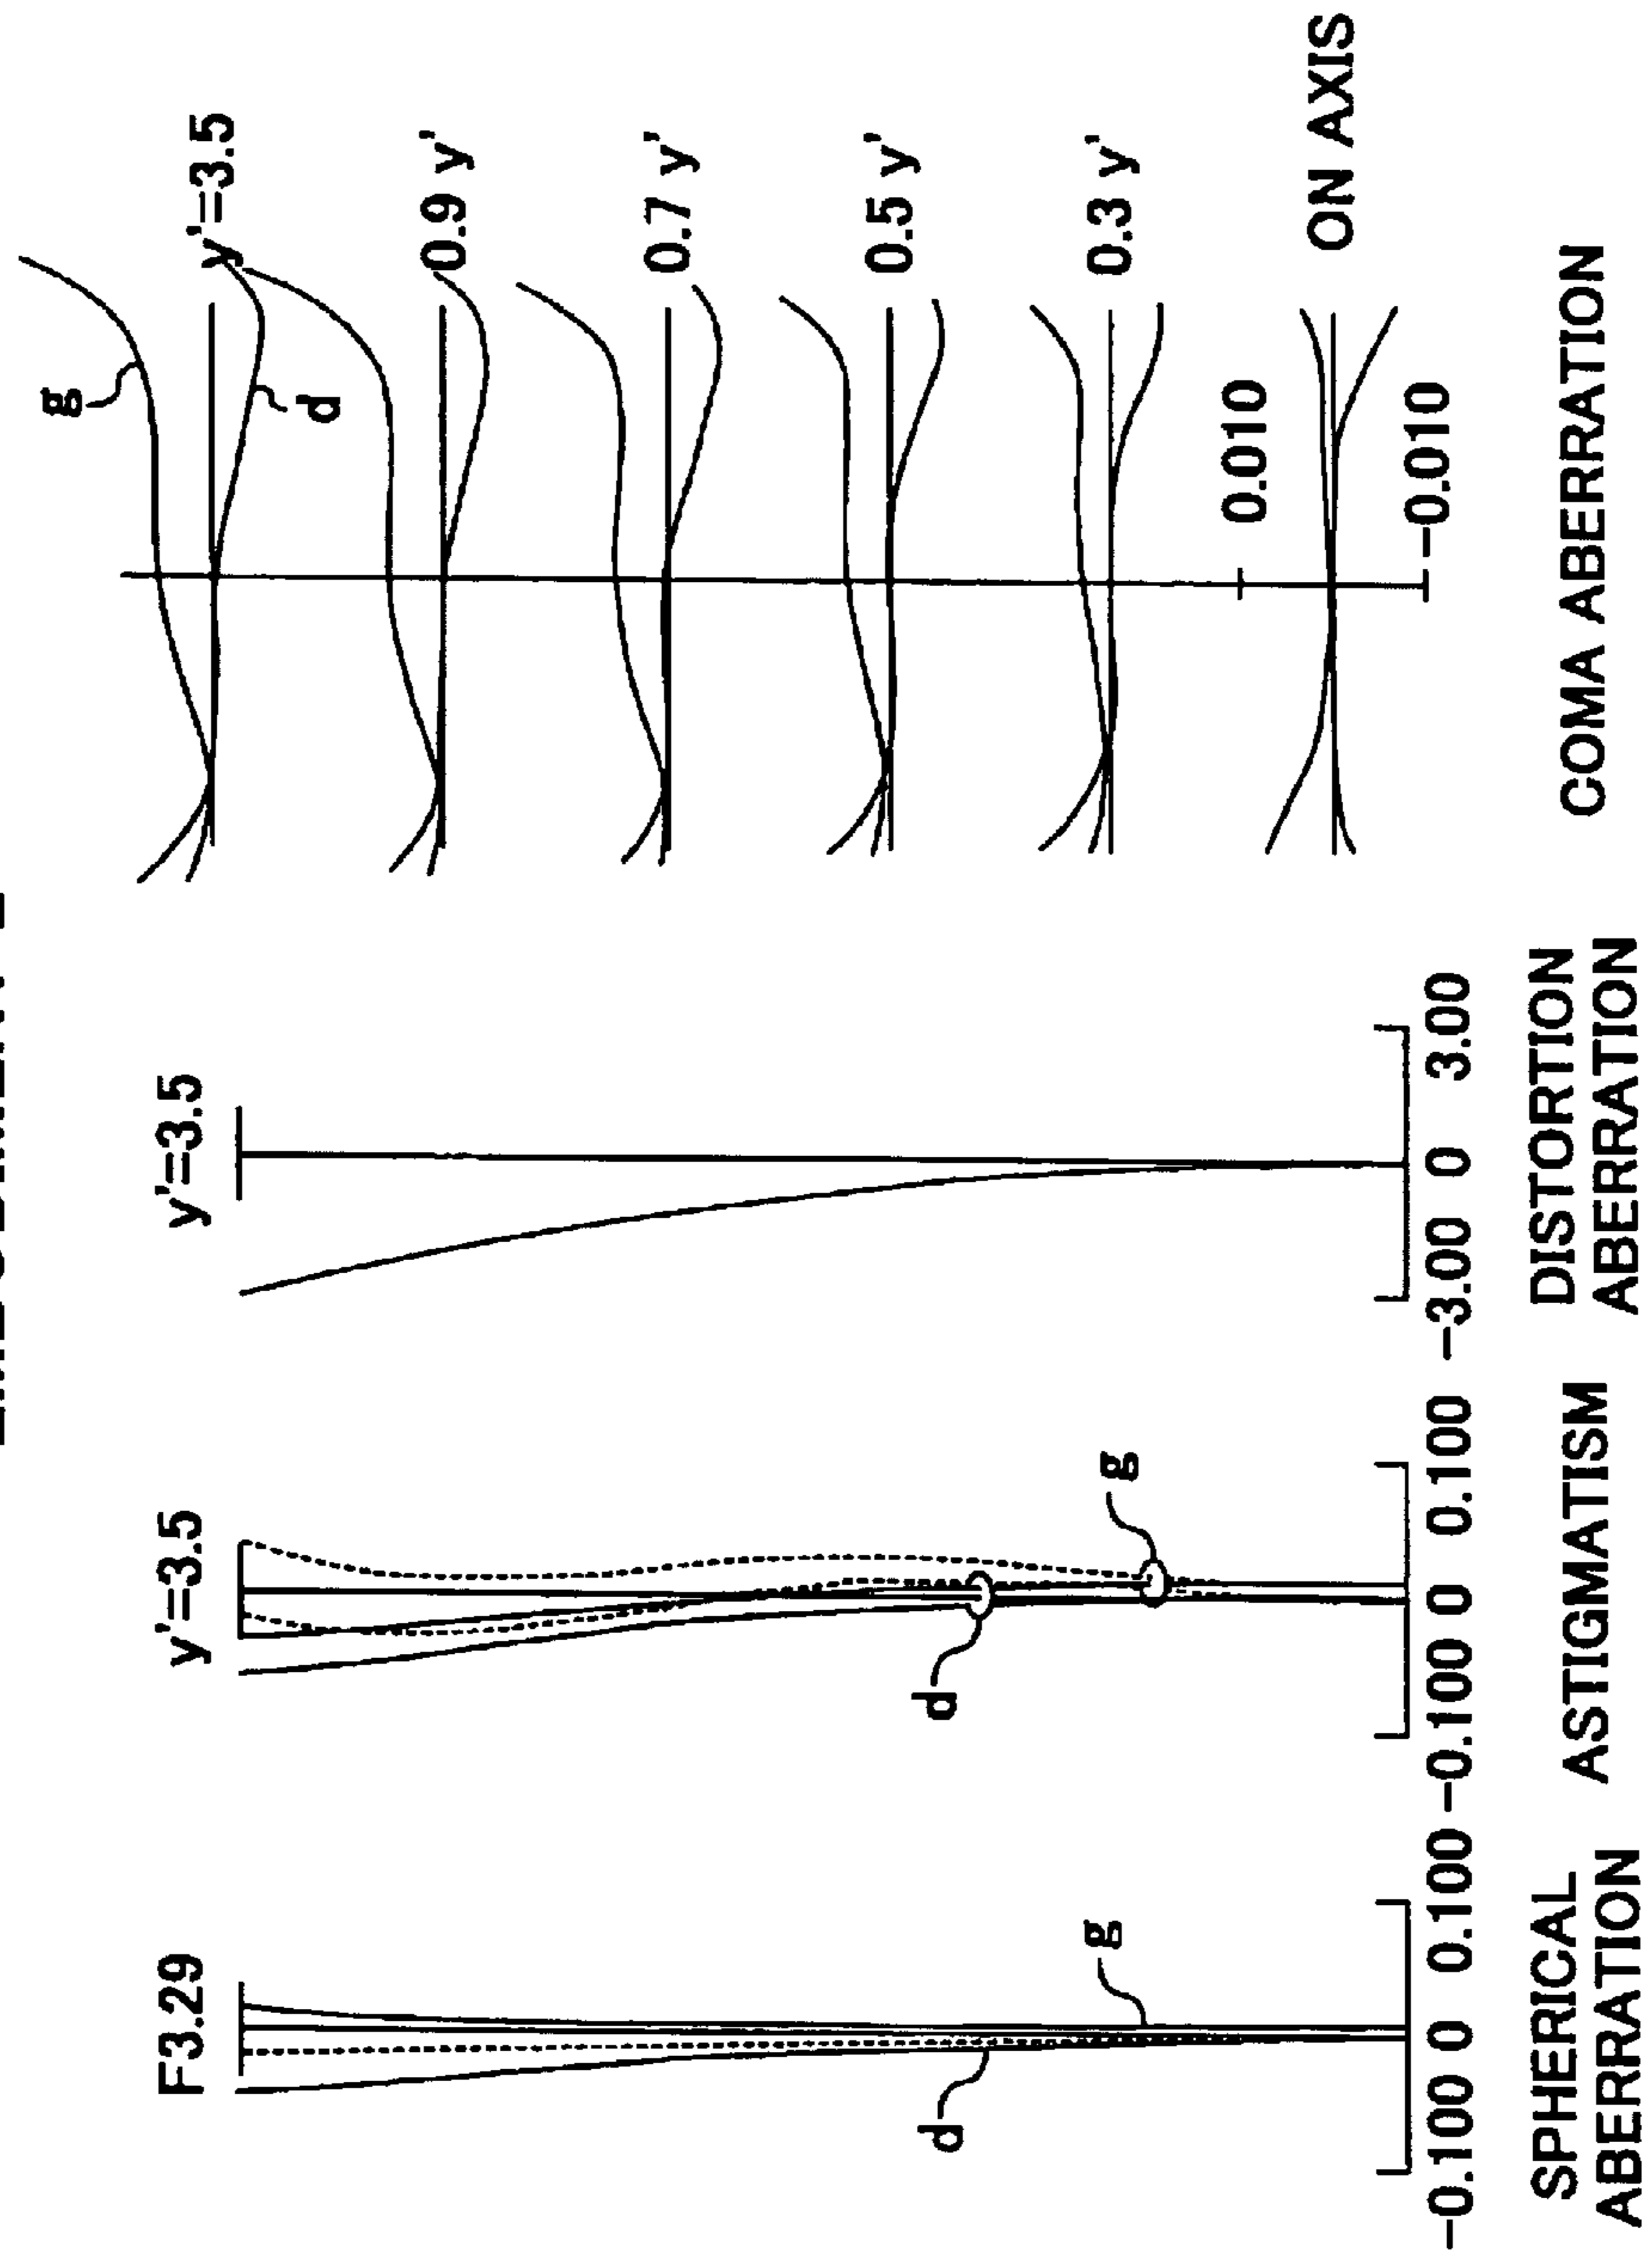 F3.29
d
g
-0.100 0 0.100
SPHERICAL
ABERRATION
y'=3.5
d
g
-0.100 0 0.100
ASTIGMATISM
y'=3.5
-3.00 0 3.00
DISTORTION
ABERRATION
g
d
y'=3.5
0.9 y'
0.7 y'
0.5 y'
0.3 y'
0.010
ON AXIS
-0.010
COMA ABERRATION